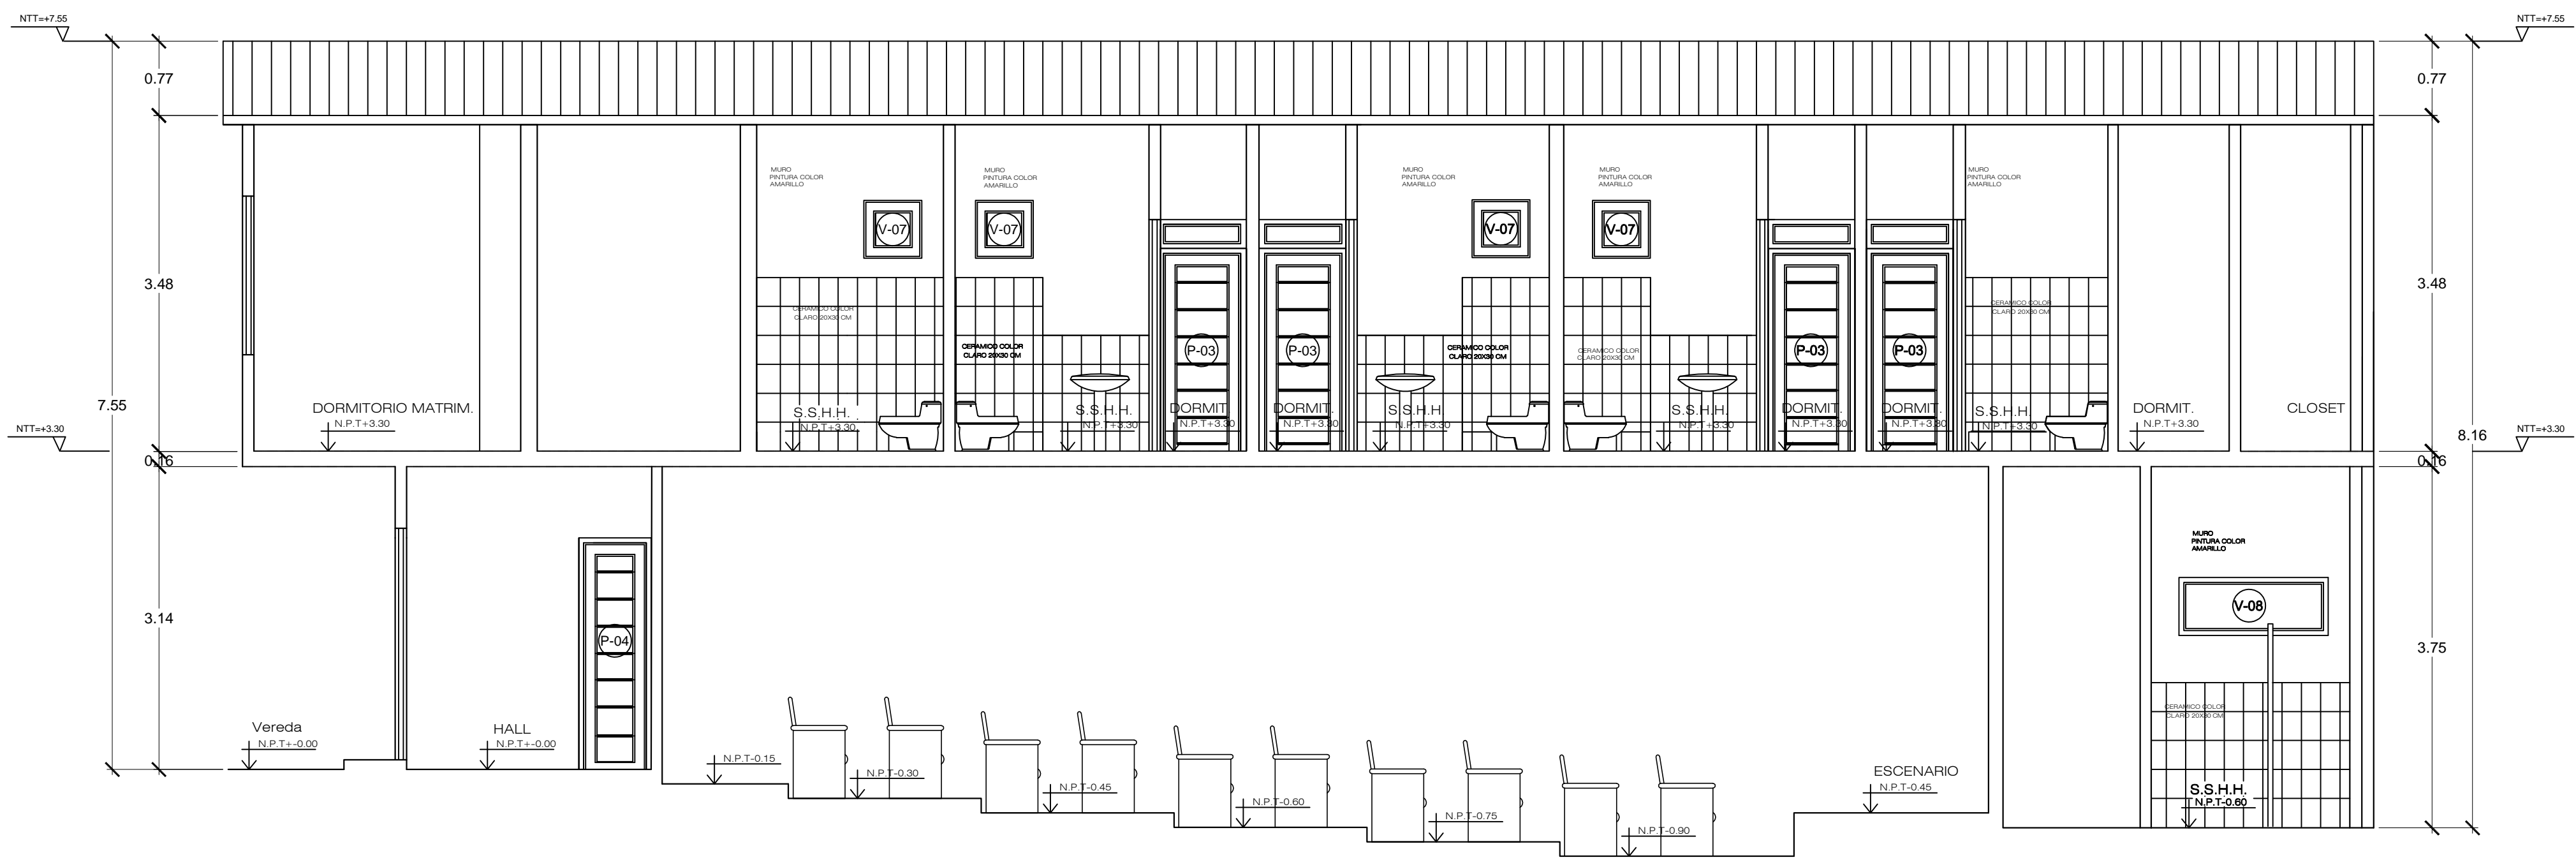 NTT=+7.55
NTT=+7.55
0.77
0.77
MURO
PINTURA COLOR
AMARILLO
MURO
PINTURA COLOR
AMARILLO
MURO
PINTURA COLOR
AMARILLO
MURO
PINTURA COLOR
AMARILLO
MURO
PINTURA COLOR
AMARILLO
V-07
V-07
V-07
V-07
3.48
3.48
CERAMICO COLOR
CLARO 20X30 CM
CERAMICO COLOR
CLARO 20X30 CM
CERAMICO COLOR
CLARO 20X30 CM
CERAMICO COLOR
CLARO 20X30 CM
CERAMICO COLOR
CLARO 20X30 CM
P-03
P-03
P-03
P-03
7.55
8.16
DORMITORIO MATRIM.
N.P.T+3.30
S.S.H.H.
N.P.T+3.30
S.S.H.H.
N.P.T+3.30
DORMIT.
N.P.T+3.30
DORMIT.
N.P.T+3.30
S.S.H.H.
N.P.T+3.30
S.S.H.H.
N.P.T+3.30
DORMIT.
N.P.T+3.30
DORMIT.
N.P.T+3.30
S.S.H.H.
N.P.T+3.30
DORMIT.
N.P.T+3.30
CLOSET
NTT=+3.30
NTT=+3.30
0.16
0.16
MURO
PINTURA COLOR
AMARILLO
V-08
3.14
P-04
3.75
CERAMICO COLOR
CLARO 20X30 CM
Vereda
N.P.T+-0.00
HALL
N.P.T+-0.00
N.P.T-0.15
N.P.T-0.30
N.P.T-0.45
N.P.T-0.60
N.P.T-0.75
N.P.T-0.90
ESCENARIO
N.P.T-0.45
S.S.H.H.
N.P.T-0.60